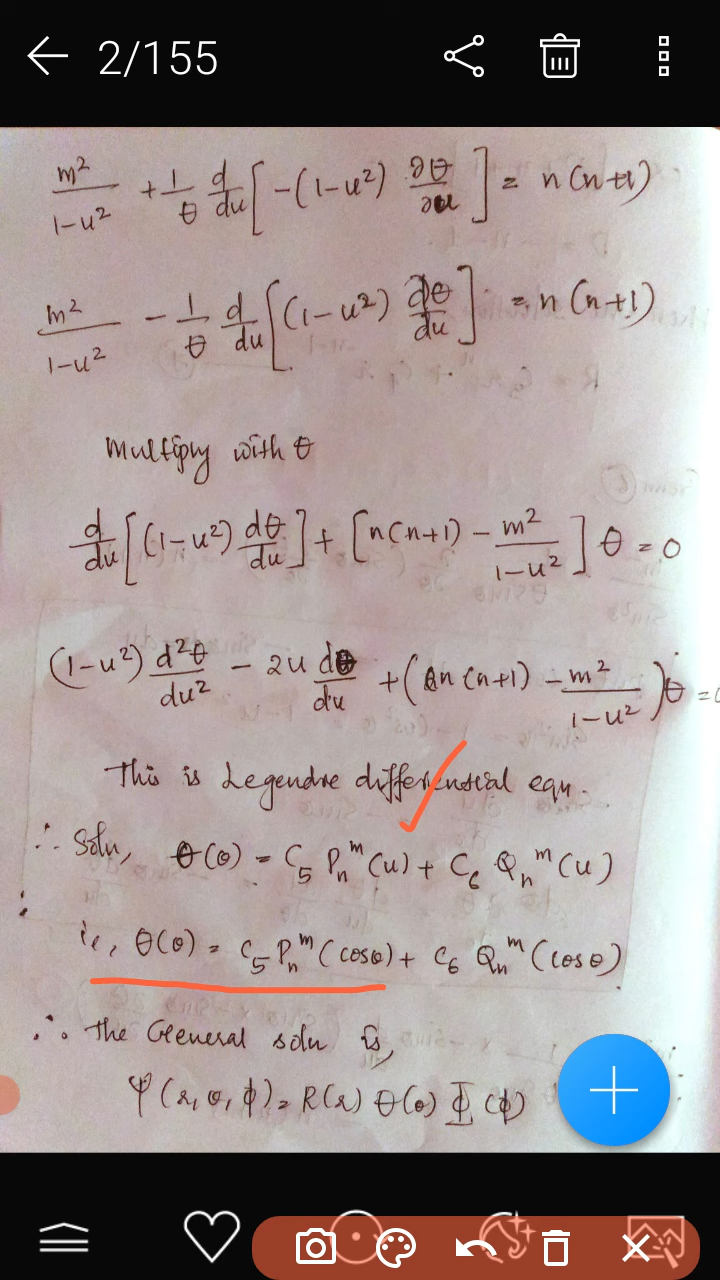 2/155
m²/(1-u²) + 1/θ d/du [ -(1-u²) ∂θ/∂u ] = n(n+1)
m²/(1-u²) - 1/θ d/du [ (1-u²) dθ/du ] = n(n+1)
Multiply with θ
d/du [ (1-u²) dθ/du ] + [ n(n+1) - m²/(1-u²) ] θ = 0
(1-u²) d²θ/du² - 2u dθ/du + ( n(n+1) - m²/(1-u²) ) θ = 0
This is Legendre differential eqn.
∴ Soln, θ(θ) = C₅ Pₙᵐ(u) + C₆ Qₙᵐ(u)
ie, θ(θ) = C₅ Pₙᵐ(cosθ) + C₆ Qₙᵐ(cosθ)
∴ The General soln is,
Ψ(r, θ, ϕ) = R(r) θ(θ) Φ(ϕ)